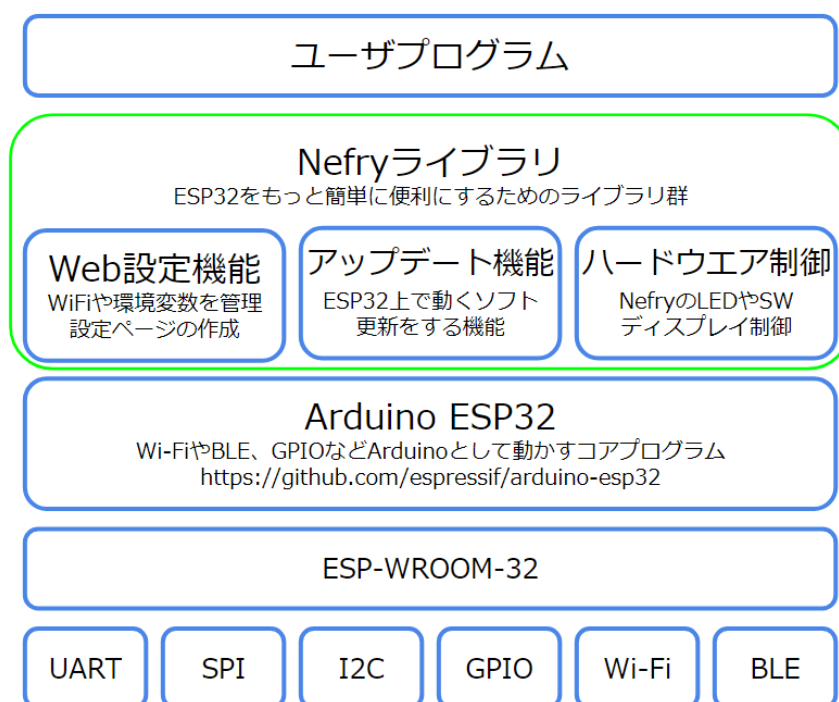 ユーザプログラム
Nefryライブラリ
ESP32をもっと簡単に便利にするためのライブラリ群
Web設定機能
WiFiや環境変数を管理
設定ページの作成
アップデート機能
ESP32上で動くソフト
更新をする機能
ハードウエア制御
NefryのLEDやSW
ディスプレイ制御
Arduino ESP32
Wi-FiやBLE、GPIOなどArduinoとして動かすコアプログラム
https://github.com/espressif/arduino-esp32
ESP-WROOM-32
UART
SPI
I2C
GPIO
Wi-Fi
BLE